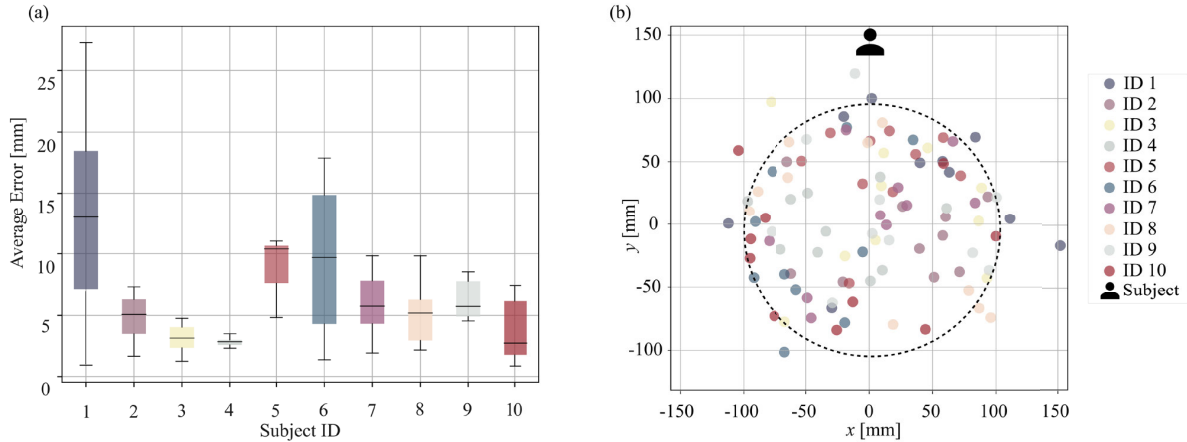 (a)
25
20
15
10
5
0
Average Error [mm]
1 2 3 4 5 6 7 8 9 10
Subject ID
(b)
150
100
50
0
-50
-100
y [mm]
-150 -100 -50 0 50 100 150
x [mm]
ID 1
ID 2
ID 3
ID 4
ID 5
ID 6
ID 7
ID 8
ID 9
ID 10
Subject